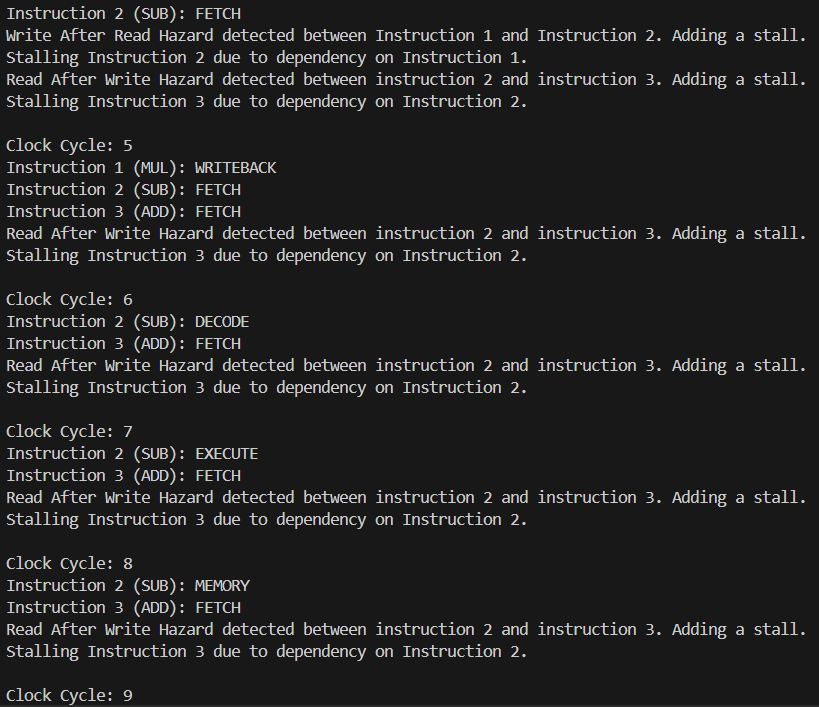 Instruction 2 (SUB): FETCH
Write After Read Hazard detected between Instruction 1 and Instruction 2. Adding a stall.
Stalling Instruction 2 due to dependency on Instruction 1.
Read After Write Hazard detected between instruction 2 and instruction 3. Adding a stall.
Stalling Instruction 3 due to dependency on Instruction 2.

Clock Cycle: 5
Instruction 1 (MUL): WRITEBACK
Instruction 2 (SUB): FETCH
Instruction 3 (ADD): FETCH
Read After Write Hazard detected between instruction 2 and instruction 3. Adding a stall.
Stalling Instruction 3 due to dependency on Instruction 2.

Clock Cycle: 6
Instruction 2 (SUB): DECODE
Instruction 3 (ADD): FETCH
Read After Write Hazard detected between instruction 2 and instruction 3. Adding a stall.
Stalling Instruction 3 due to dependency on Instruction 2.

Clock Cycle: 7
Instruction 2 (SUB): EXECUTE
Instruction 3 (ADD): FETCH
Read After Write Hazard detected between instruction 2 and instruction 3. Adding a stall.
Stalling Instruction 3 due to dependency on Instruction 2.

Clock Cycle: 8
Instruction 2 (SUB): MEMORY
Instruction 3 (ADD): FETCH
Read After Write Hazard detected between instruction 2 and instruction 3. Adding a stall.
Stalling Instruction 3 due to dependency on Instruction 2.

Clock Cycle: 9